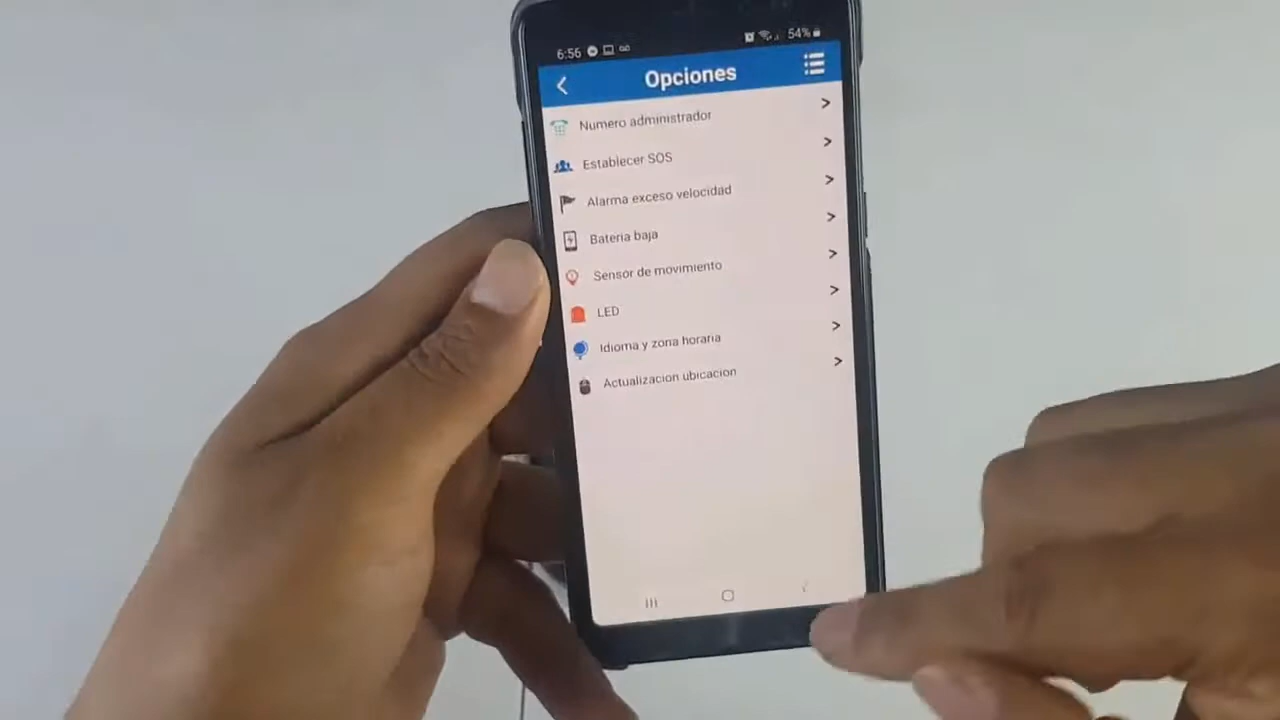 6:56 54%
Opciones
Numero administrador
Establecer SOS
Alarma exceso velocidad
Bateria baja
Sensor de movimiento
LED
Idioma y zona horaria
Actualizacion ubicacion